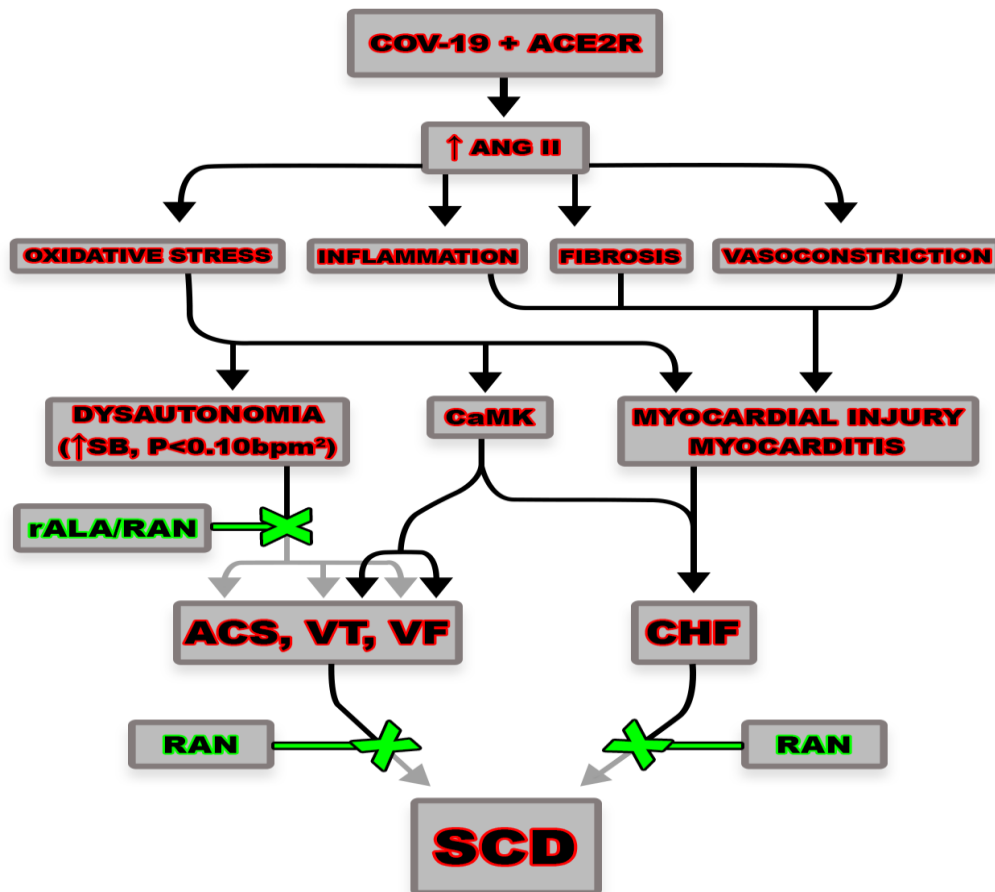 COV-19 + ACE2R
↑ ANG II
OXIDATIVE STRESS
INFLAMMATION
FIBROSIS
VASOCONSTRICTION
DYSAUTONOMIA
(↑SB, P<0.10bpm²)
CaMK
MYOCARDIAL INJURY
MYOCARDITIS
rALA/RAN
ACS, VT, VF
CHF
RAN
RAN
SCD